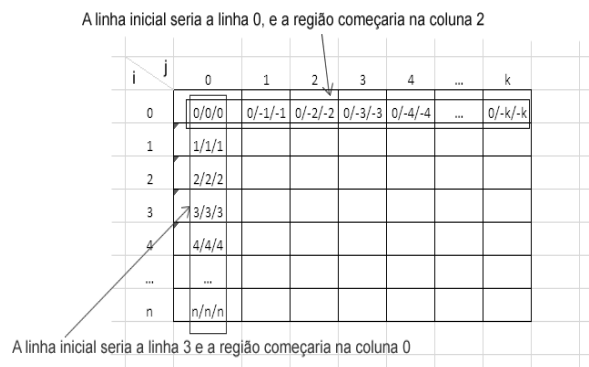 A linha inicial seria a linha 0, e a região começaria na coluna 2
i j 0 1 2 3 4 ... k
0 0/0/0 0/-1/-1 0/-2/-2 0/-3/-3 0/-4/-4 ... 0/-k/-k
1 1/1/1
2 2/2/2
3 3/3/3
4 4/4/4
... ...
n n/n/n
A linha inicial seria a linha 3 e a região começaria na coluna 0